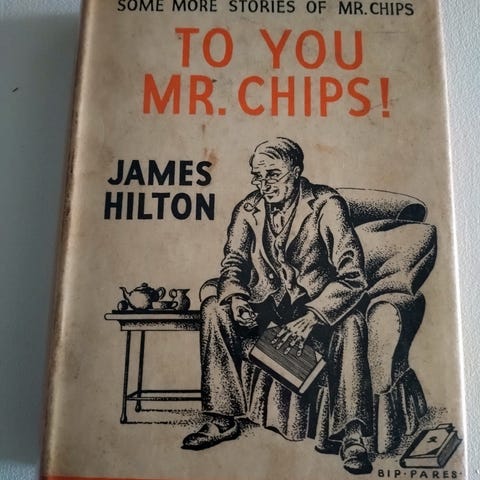 SOME MORE STORIES OF MR. CHIPS
TO YOU
MR. CHIPS!
JAMES
HILTON
BIP·PARES·